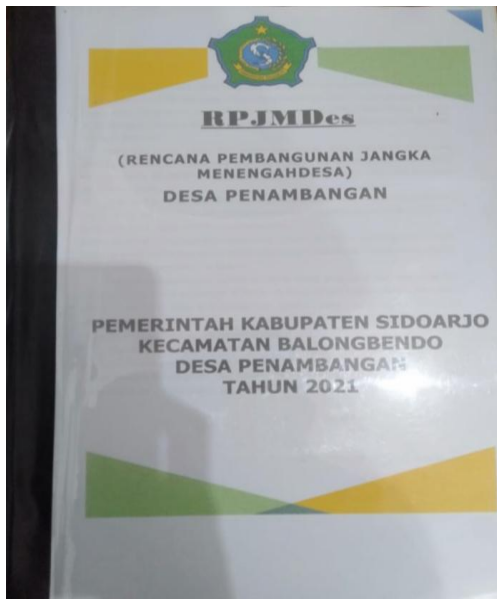 RPJMDes
(RENCANA PEMBANGUNAN JANGKA
MENENGAHDESA)
DESA PENAMBANGAN
PEMERINTAH KABUPATEN SIDOARJO
KECAMATAN BALONGBENDO
DESA PENAMBANGAN
TAHUN 2021